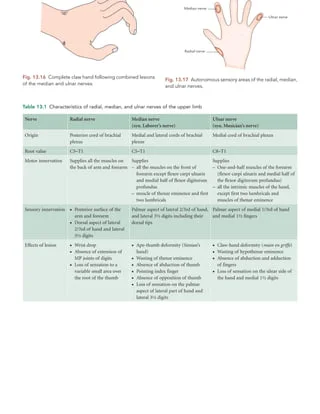 Median nerve
Ulnar nerve
Radial nerve
Fig. 13.16 Complete claw hand following combined lesions
of the median and ulnar nerves.
Fig. 13.17 Autonomous sensory areas of the radial, median,
and ulnar nerves.
Table 13.1 Characteristics of radial, median, and ulnar nerves of the upper limb
Nerve Radial nerve Median nerve Ulnar nerve
(syn. Laborer's nerve) (syn. Musician's nerve)
Origin Posterior cord of brachial Medial and lateral cords of brachial Medial cord of brachial plexus
plexus plexus
Root value C5–T1 C5–T1 C8–T1
Motor innervation Supplies all the muscles on Supplies Supplies
the back of arm and forearm – all the muscles on the front of – One-and-half muscles of the forearm
forearm except flexor carpi ulnaris (flexor carpi ulnaris and medial half of
and medial half of flexor digitorum the flexor digitorum profundus)
profundus – all the intrinsic muscles of the hand,
– muscle of thenar eminence and first except first two lumbricals and
two lumbricals muscles of thenar eminence
Sensory innervation • Posterior surface of the Palmar aspect of lateral 2/3rd of hand, Palmar aspect of medial 1/3rd of hand
arm and forearm and lateral 3½ digits including their and medial 1½ digits
• Dorsal aspect of lateral dorsal tips
2/3rd of hand and lateral
3½ digits
Effects of lesion • Wrist drop • Ape-thumb deformity (Simian's • Claw-hand deformity (main en griffe)
• Absence of extension of hand) • Wasting of hypothenar eminence
MP joints of digits • Wasting of thenar eminence • Absence of abduction and adduction
• Loss of sensation to a • Absence of abduction of thumb of fingers
variable small area over • Pointing index finger • Loss of sensation on the ulnar side of
the root of the thumb • Absence of opposition of thumb the hand and medial 1½ digits
• Loss of sensation on the palmar
aspect of lateral part of hand and
lateral 3½ digits